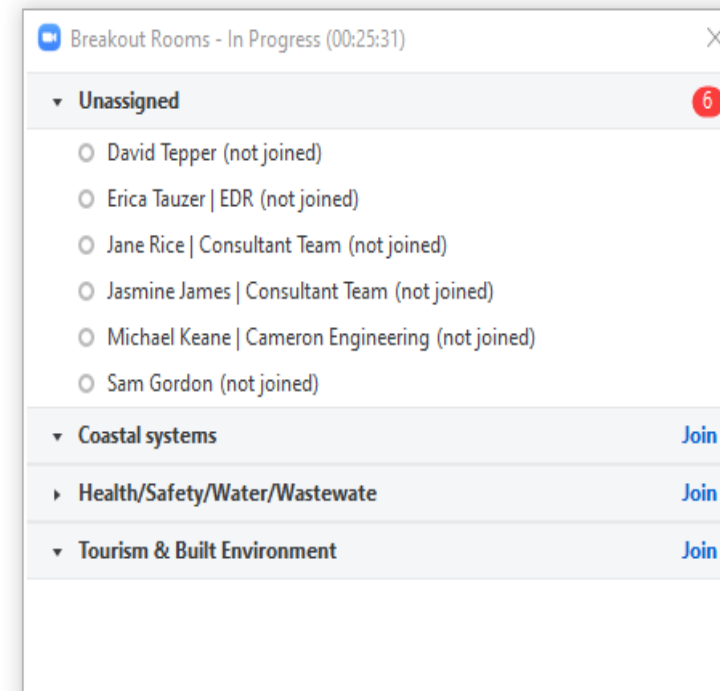 Breakout Rooms - In Progress (00:25:31)
Unassigned 6
David Tepper (not joined)
Erica Tauzer | EDR (not joined)
Jane Rice | Consultant Team (not joined)
Jasmine James | Consultant Team (not joined)
Michael Keane | Cameron Engineering (not joined)
Sam Gordon (not joined)
Coastal systems Join
Health/Safety/Water/Wastewate Join
Tourism & Built Environment Join